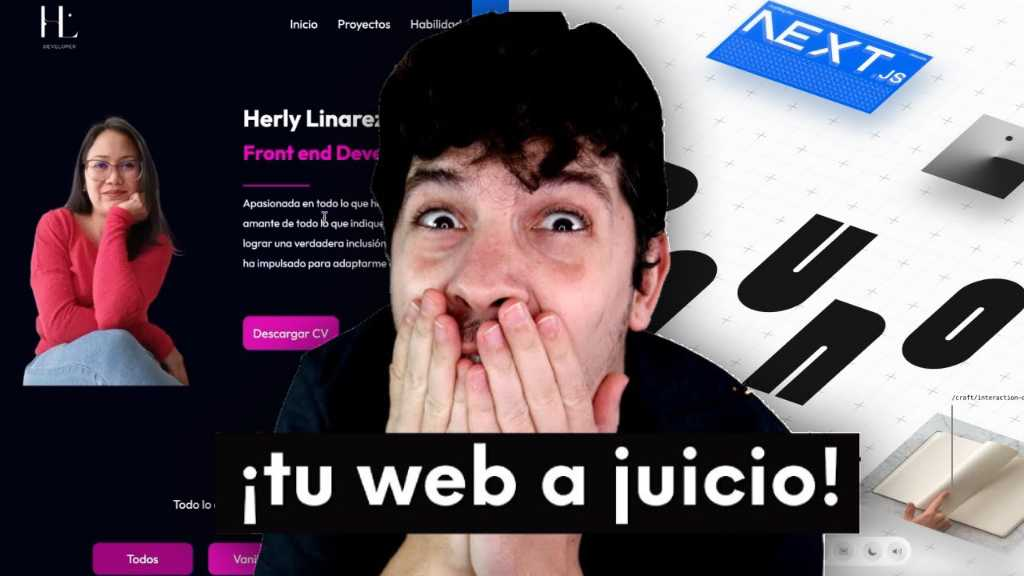 HL
DEVELOPER
Inicio Proyectos Habilidad
Herly Linarez
Front end Deve
Apasionada en todo lo que h
amante de todo lo que indique
lograr una verdadera inclusión
ha impulsado para adaptarme
Descargar CV
Todo lo
Todos
Vani
NEXT
JS
UN
O
/craft/interaction-
¡tu web a juicio!